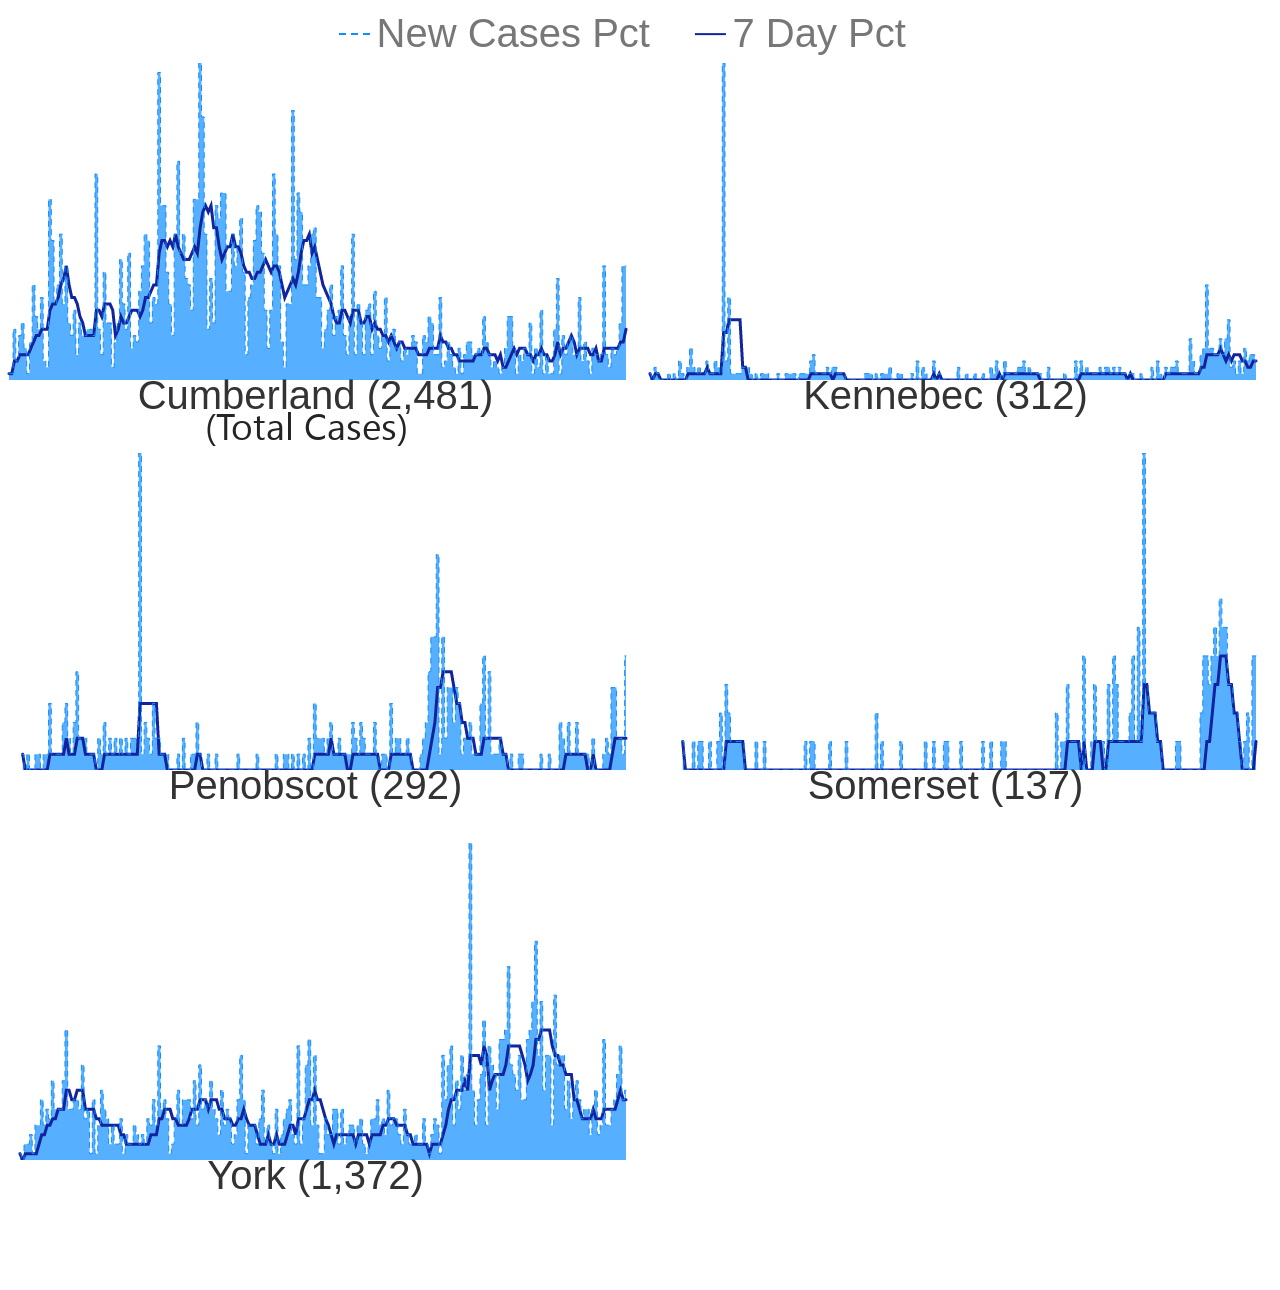 New Cases Pct 7 Day Pct
Cumberland (2,481)
(Total Cases)
Kennebec (312)
Penobscot (292)
Somerset (137)
York (1,372)